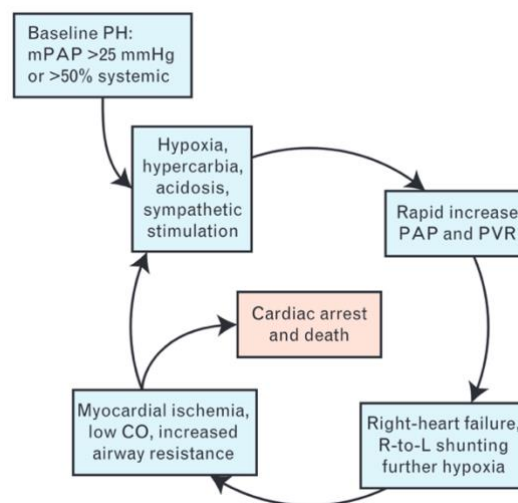 Baseline PH:
mPAP >25 mmHg
or >50% systemic
Hypoxia,
hypercarbia,
acidosis,
sympathetic
stimulation
Rapid increase
PAP and PVR
Right-heart failure,
R-to-L shunting
further hypoxia
Myocardial ischemia,
low CO, increased
airway resistance
Cardiac arrest
and death